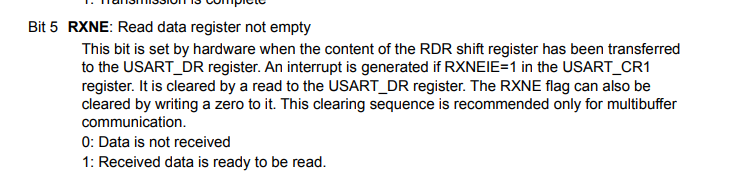 1: Transmission is complete
Bit 5 RXNE: Read data register not empty
This bit is set by hardware when the content of the RDR shift register has been transferred
to the USART_DR register. An interrupt is generated if RXNEIE=1 in the USART_CR1
register. It is cleared by a read to the USART_DR register. The RXNE flag can also be
cleared by writing a zero to it. This clearing sequence is recommended only for multibuffer
communication.
0: Data is not received
1: Received data is ready to be read.